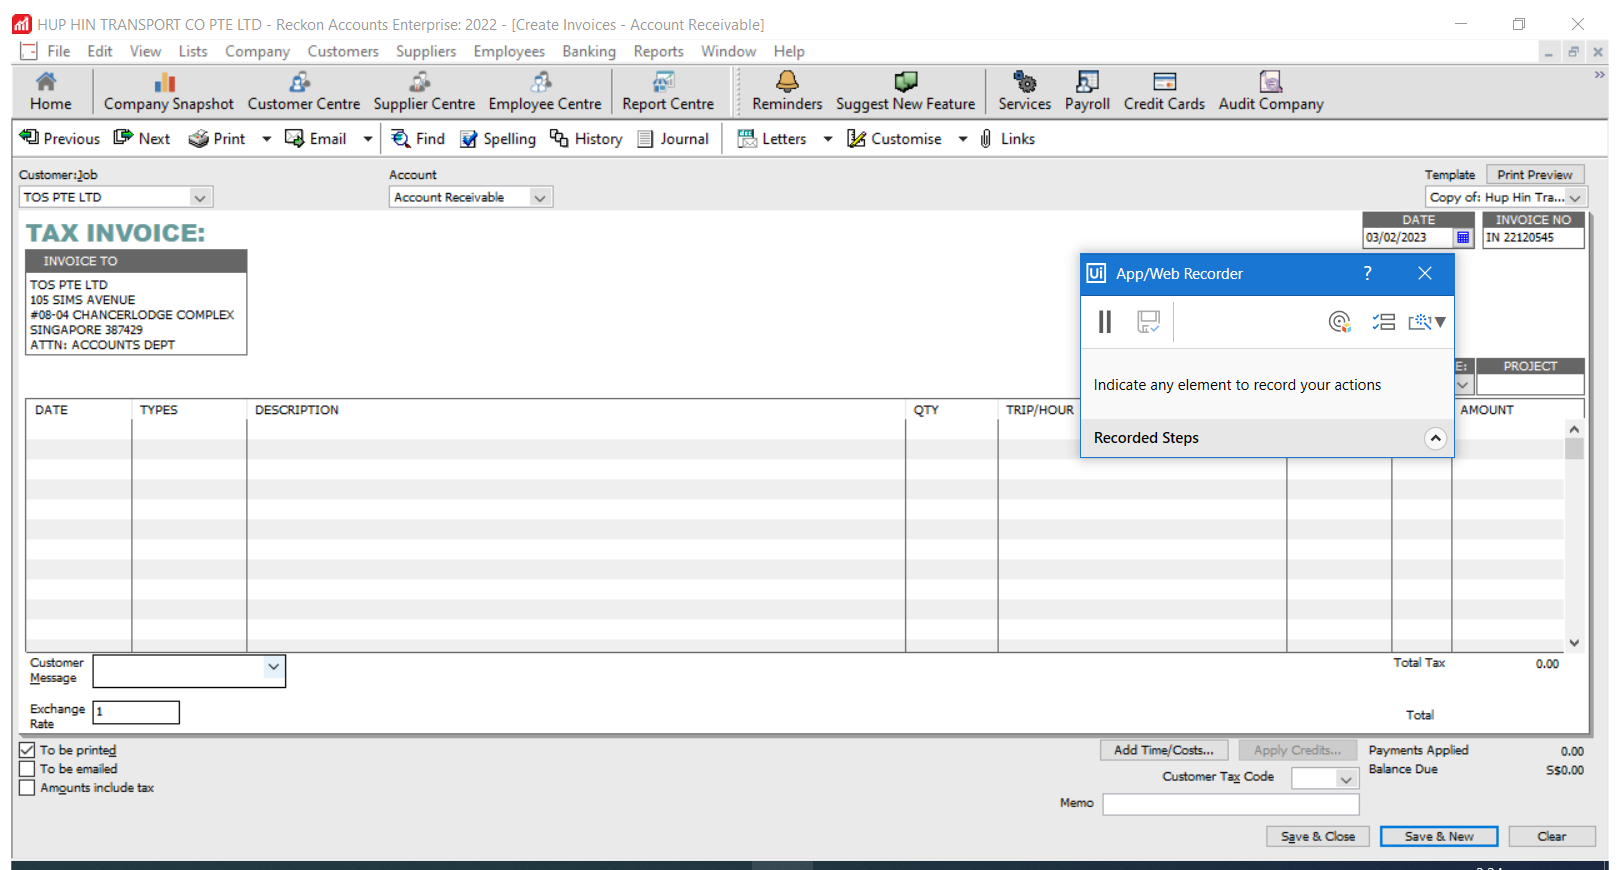 HUP HIN TRANSPORT CO PTE LTD - Reckon Accounts Enterprise: 2022 - [Create Invoices - Account Receivable]
File Edit View Lists Company Customers Suppliers Employees Banking Reports Window Help
Home Company Snapshot Customer Centre Supplier Centre Employee Centre Report Centre Reminders Suggest New Feature Services Payroll Credit Cards Audit Company
Previous Next Print Email Find Spelling History Journal Letters Customise Links
Customer:Job Account Template Print Preview
TOS PTE LTD Account Receivable Copy of: Hup Hin Tra...
TAX INVOICE: DATE INVOICE NO
03/02/2023 IN 22120545
INVOICE TO
TOS PTE LTD
105 SIMS AVENUE
#08-04 CHANCERLODGE COMPLEX
SINGAPORE 387429
ATTN: ACCOUNTS DEPT
Ui App/Web Recorder ?
Indicate any element to record your actions
Recorded Steps
E: PROJECT
DATE TYPES DESCRIPTION QTY TRIP/HOUR AMOUNT
Customer Message
Total Tax 0.00
Exchange Rate 1
Total
To be printed
To be emailed
Amounts include tax
Add Time/Costs... Apply Credits... Payments Applied 0.00
Customer Tax Code Balance Due S$0.00
Memo
Save & Close Save & New Clear